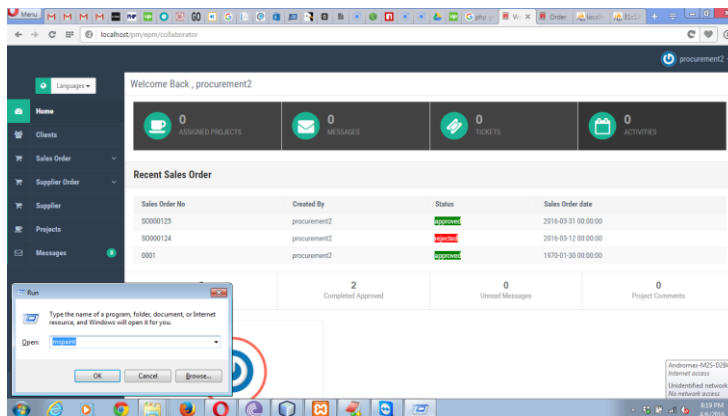 Menu
localhost/pm/epm/collaborator
procurement2
Languages
Welcome Back , procurement2
Home
Clients
Sales Order
Supplier Order
Supplier
Projects
Messages
0
0
ASSIGNED PROJECTS
0
MESSAGES
0
TICKETS
0
ACTIVITIES
Recent Sales Order
Sales Order No Created By Status Sales Order date
SO000125 procurement2 approved 2016-03-31 00:00:00
SO000124 procurement2 rejected 2016-03-12 00:00:00
0001 procurement2 approved 1970-01-30 00:00:00
2
Completed Approved
0
Unread Messages
0
Project Comments
Run
Type the name of a program, folder, document, or Internet
resource, and Windows will open it for you.
Open:
mspaint
OK Cancel Browse...
Internet access
Unidentified network
No network access
8:19 PM